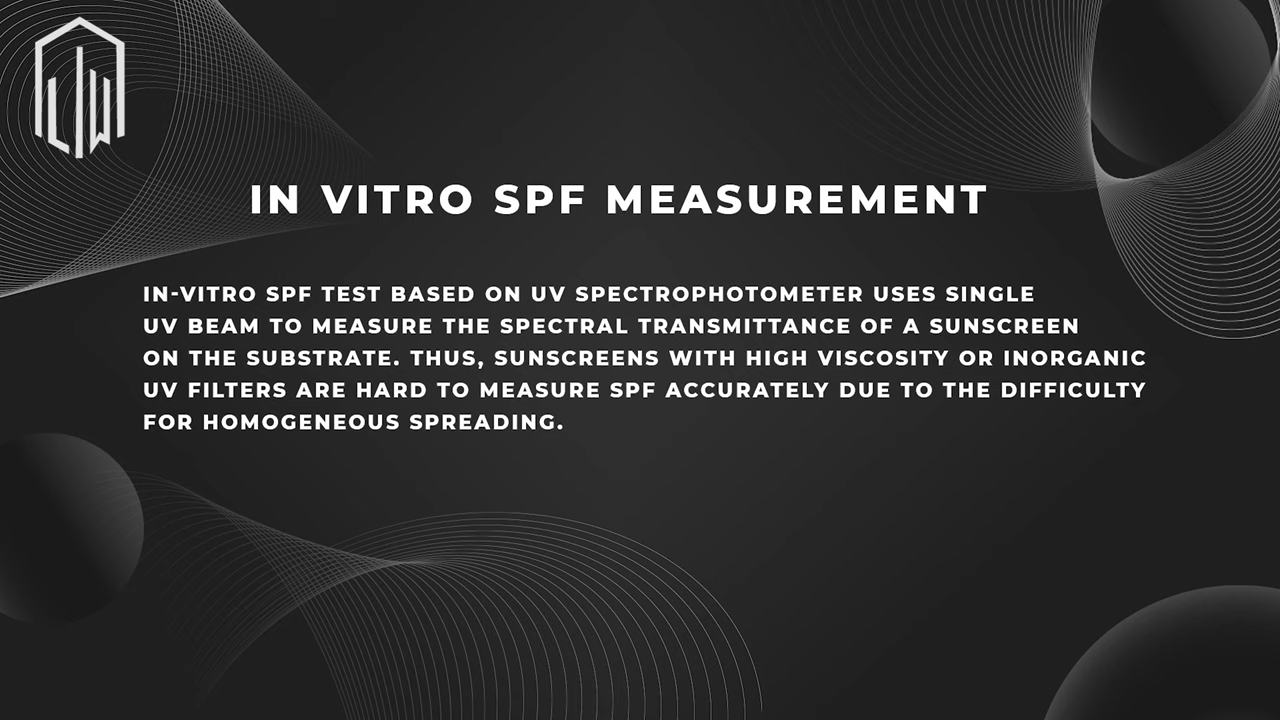 IN VITRO SPF MEASUREMENT
IN-VITRO SPF TEST BASED ON UV SPECTROPHOTOMETER USES SINGLE
UV BEAM TO MEASURE THE SPECTRAL TRANSMITTANCE OF A SUNSCREEN
ON THE SUBSTRATE. THUS, SUNSCREENS WITH HIGH VISCOSITY OR INORGANIC
UV FILTERS ARE HARD TO MEASURE SPF ACCURATELY DUE TO THE DIFFICULTY
FOR HOMOGENEOUS SPREADING.